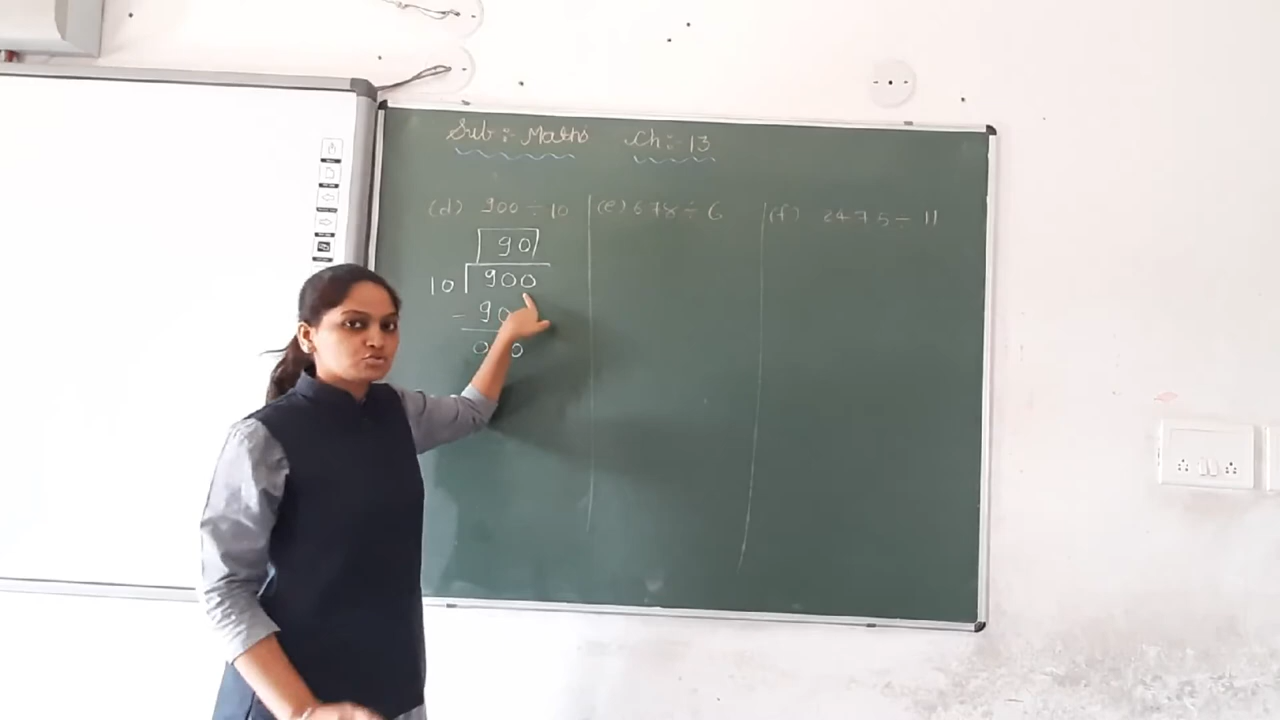 Sub :- Maths Ch :- 13
(d) 900 ÷ 10
90
10 900
- 90
0 0
(e) 678 ÷ 6
(f) 2475 ÷ 11